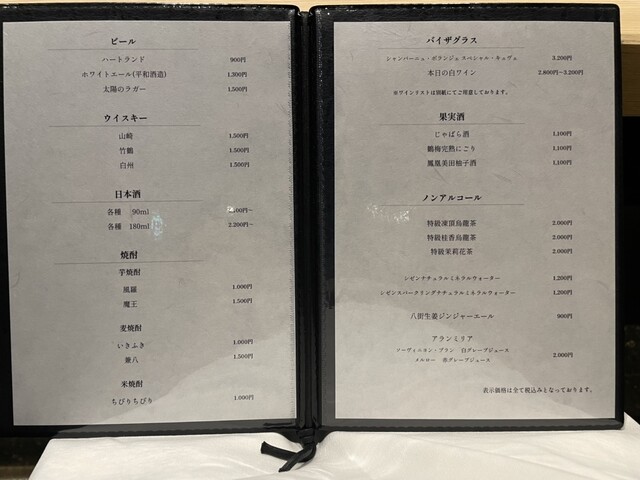 ビール
ハートランド 900円
ホワイトエール(平和酒造) 1,300円
太陽のラガー 1,500円
ウイスキー
山崎 1,500円
竹鶴 1,500円
白州 1,500円
日本酒
各種 90ml
各種 180ml 2,200円~
焼酎
芋焼酎
風羅 1,000円
魔王 1,500円
麦焼酎
いきふき 1,000円
兼八 1,500円
米焼酎
ちびりちびり 1,000円
バイザグラス
シャンパーニュ・ボランジェ スペシャル・キュヴェ 3,200円
本日の白ワイン 2,800円~3,200円
※ワインリストは別紙にてご用意しております。
果実酒
じゃばら酒 1,100円
鶴梅完熟にごり 1,100円
鳳凰美田柚子酒 1,100円
ノンアルコール
特級凍頂烏龍茶 2,000円
特級桂香烏龍茶 2,000円
特級茉莉花茶 2,000円
シゼンナチュラルミネラルウォーター 1,200円
シゼンスパークリングナチュラルミネラルウォーター 1,200円
八街生姜ジンジャーエール 900円
アランミリア
ソーヴィニヨン・ブラン 白グレープジュース
メルロー 赤グレープジュース 2,000円
表示価格は全て税込みとなっております。